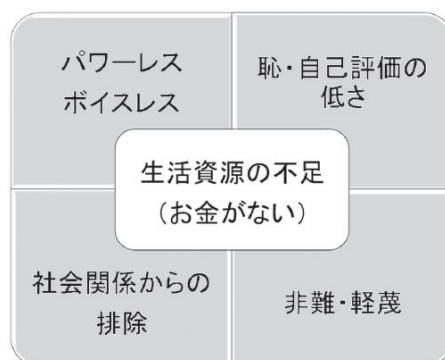 パワーレス
ボイスレス
恥・自己評価の
低さ
生活資源の不足
(お金がない)
社会関係からの
排除
非難・軽蔑